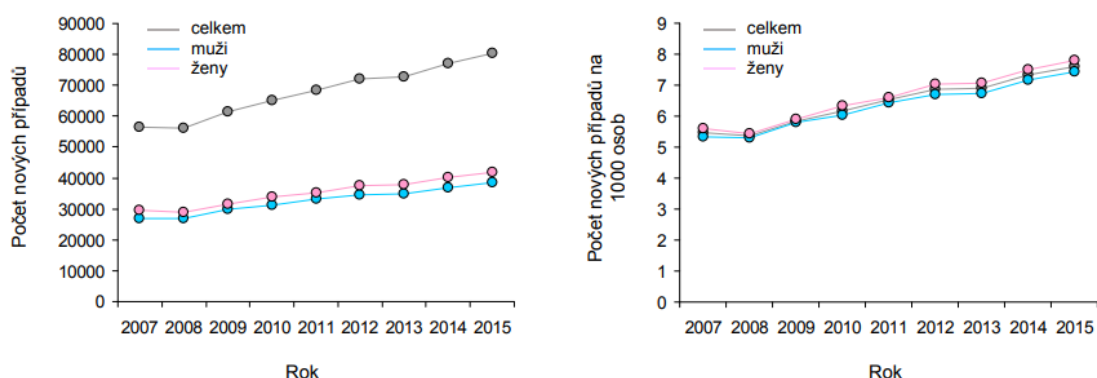 Počet nových případů
90000
80000
70000
60000
50000
40000
30000
20000
10000
0
celkem
muži
ženy
2007 2008 2009 2010 2011 2012 2013 2014 2015
Rok
Počet nových případů na
1000 osob
9
8
7
6
5
4
3
2
1
0
celkem
muži
ženy
2007 2008 2009 2010 2011 2012 2013 2014 2015
Rok